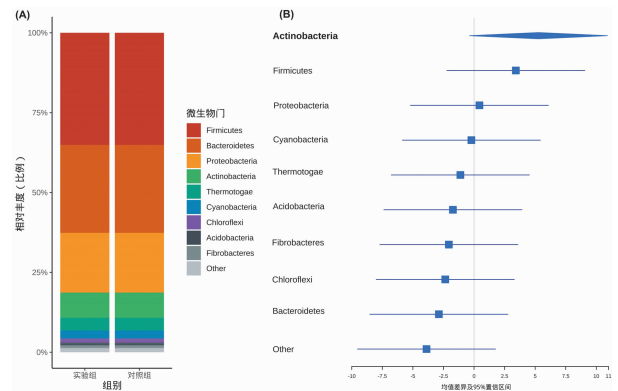 (A)
100%
75%
50%
25%
0%
相对丰度（比例）
实验组
对照组
组别
微生物门
Firmicutes
Bacteroidetes
Proteobacteria
Actinobacteria
Thermotogae
Cyanobacteria
Chloroflexi
Acidobacteria
Fibrobacteres
Other
(B)
Actinobacteria
Firmicutes
Proteobacteria
Cyanobacteria
Thermotogae
Acidobacteria
Fibrobacteres
Chloroflexi
Bacteroidetes
Other
-10 -7.5 -5 -2.5 0 2.5 5 7.5 10 11
均值差异及95%置信区间